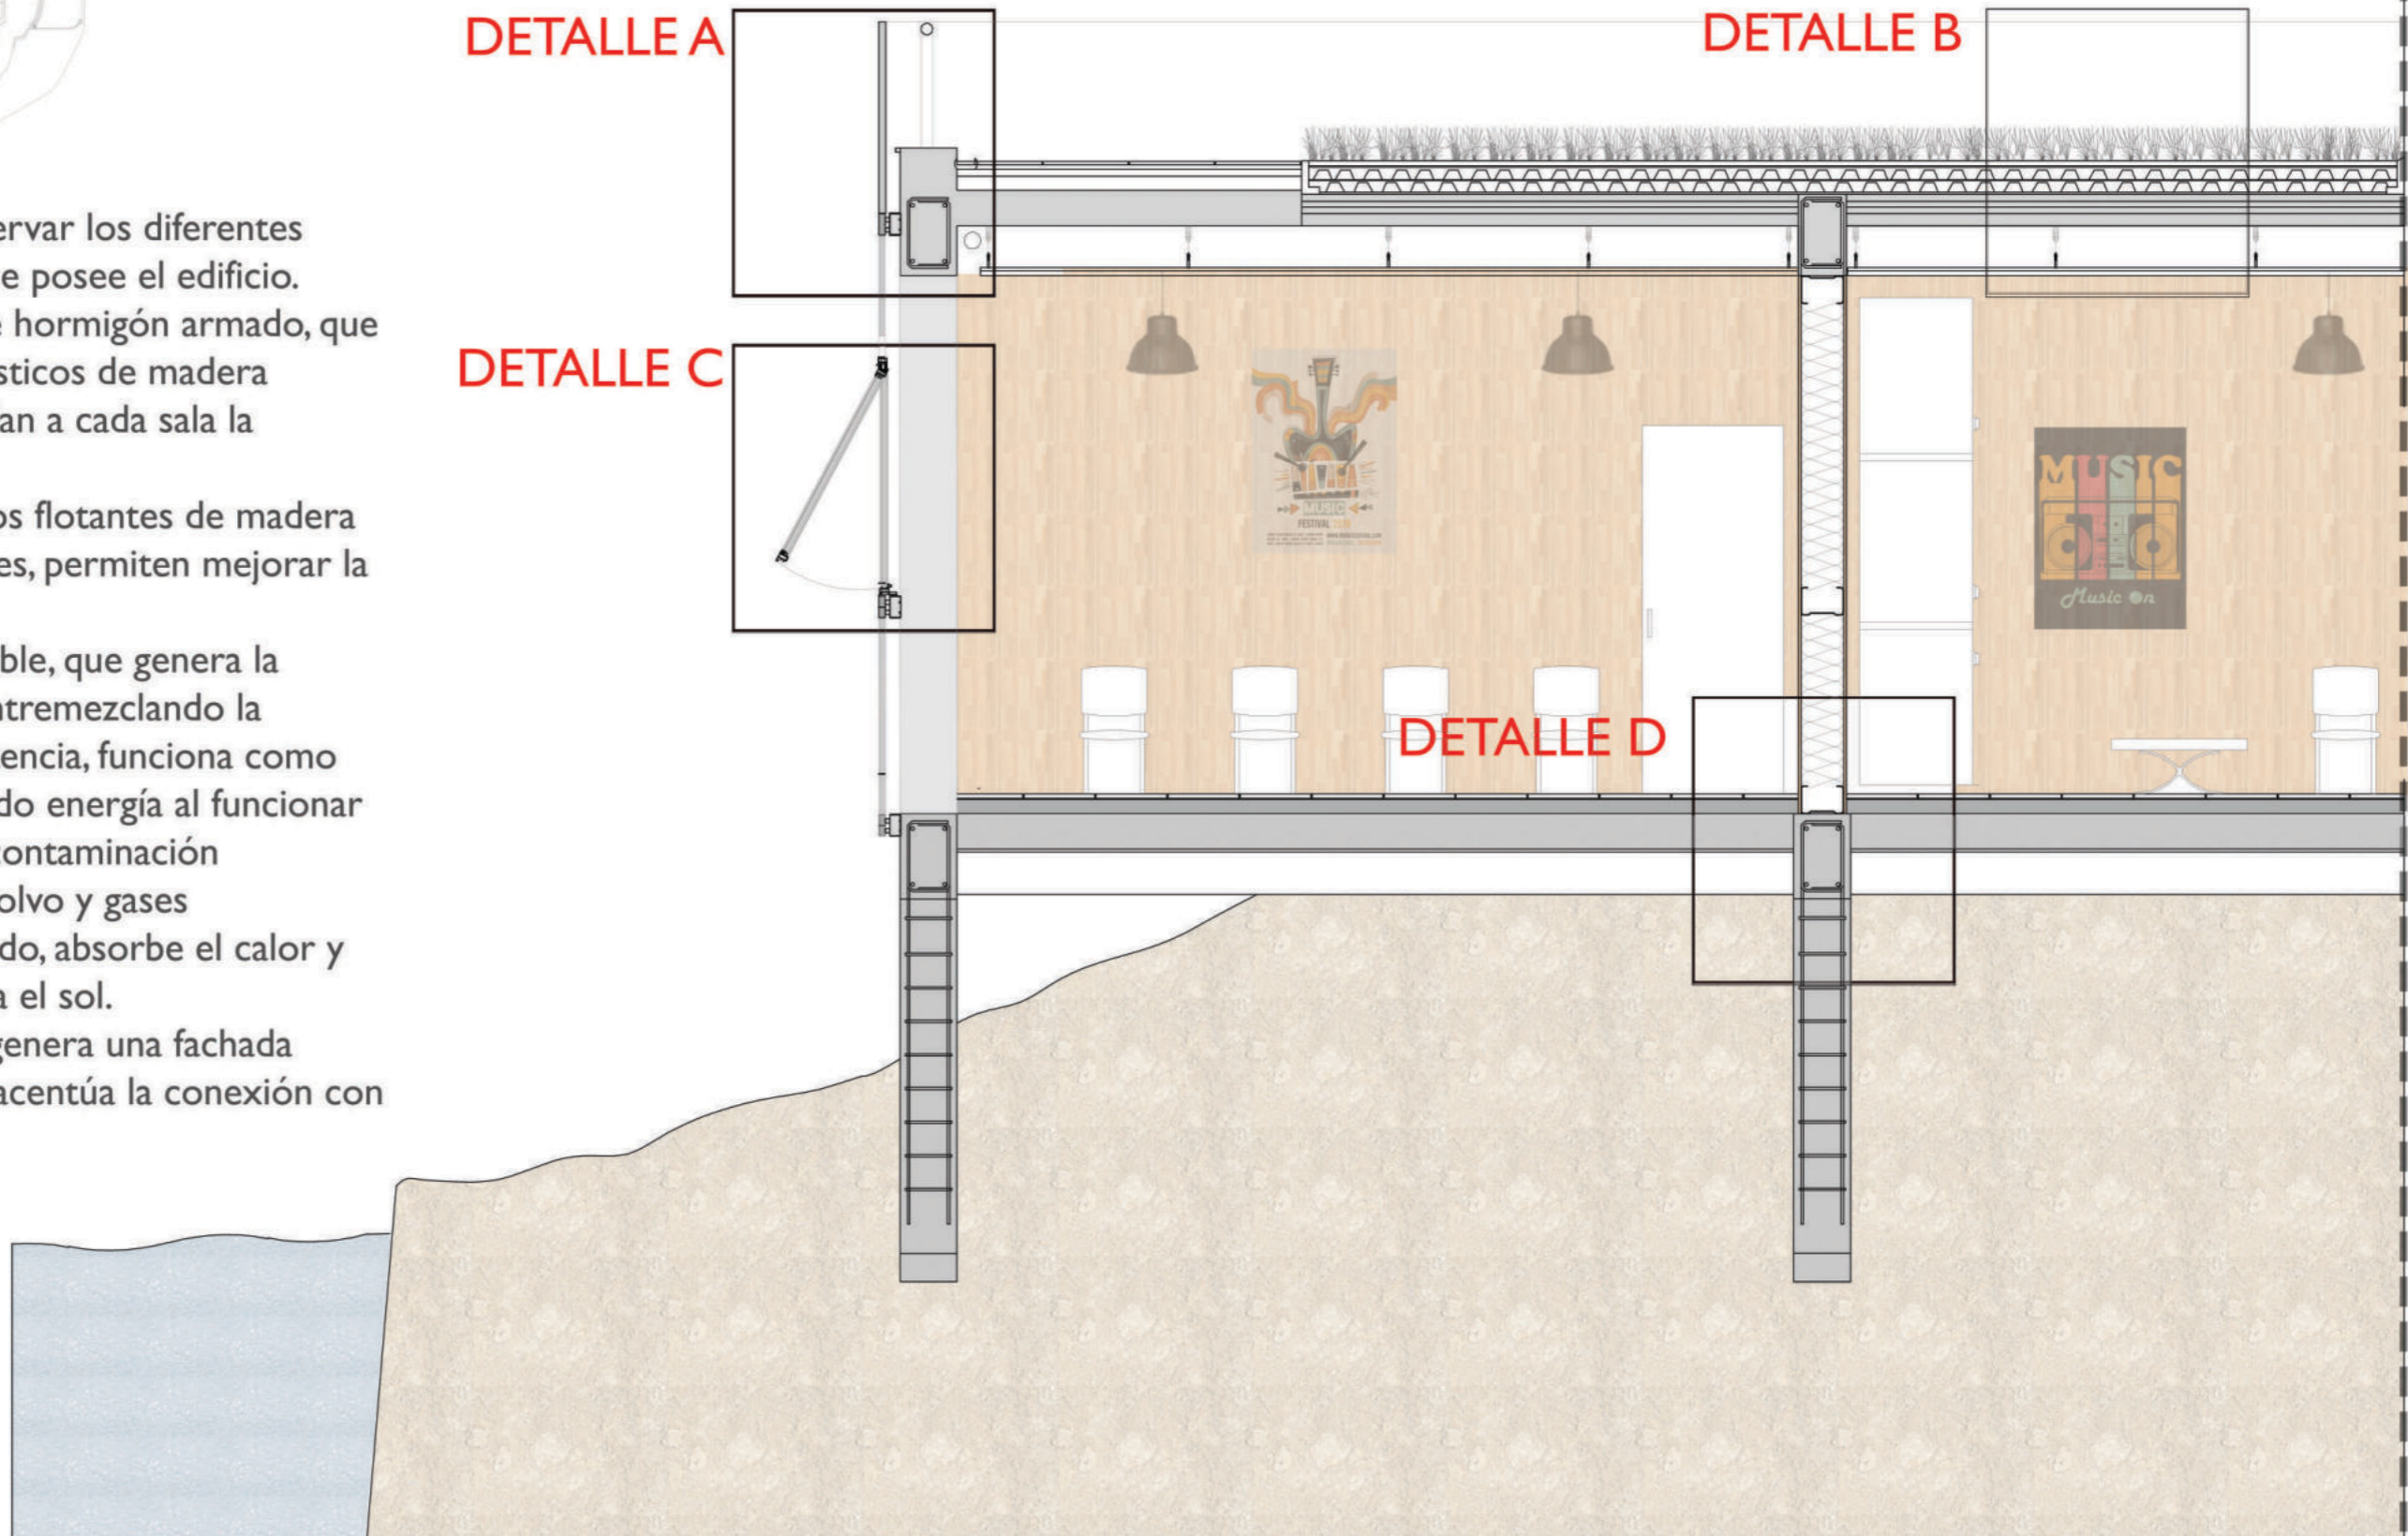 DETALLE A
DETALLE B
DETALLE C
DETALLE D
ervar los diferentes
e posee el edificio.
e hormigón armado, que
sticos de madera
an a cada sala la
os flotantes de madera
es, permiten mejorar la
ble, que genera la
ntremezclando la
encia, funciona como
do energía al funcionar
contaminación
olvo y gases
do, absorbe el calor y
a el sol.
genera una fachada
acentúa la conexión con
MUSIC
FESTIVAL
MUSIC
Music On